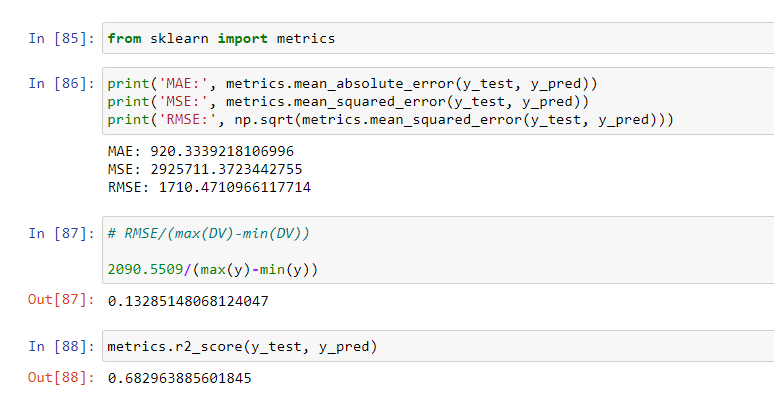 In [85]: from sklearn import metrics
In [86]: print('MAE:', metrics.mean_absolute_error(y_test, y_pred))
print('MSE:', metrics.mean_squared_error(y_test, y_pred))
print('RMSE:', np.sqrt(metrics.mean_squared_error(y_test, y_pred)))
MAE: 920.3339218106996
MSE: 2925711.3723442755
RMSE: 1710.4710966117714
In [87]: # RMSE/(max(DV)-min(DV))
2090.5509/(max(y)-min(y))
Out[87]: 0.13285148068124047
In [88]: metrics.r2_score(y_test, y_pred)
Out[88]: 0.682963885601845